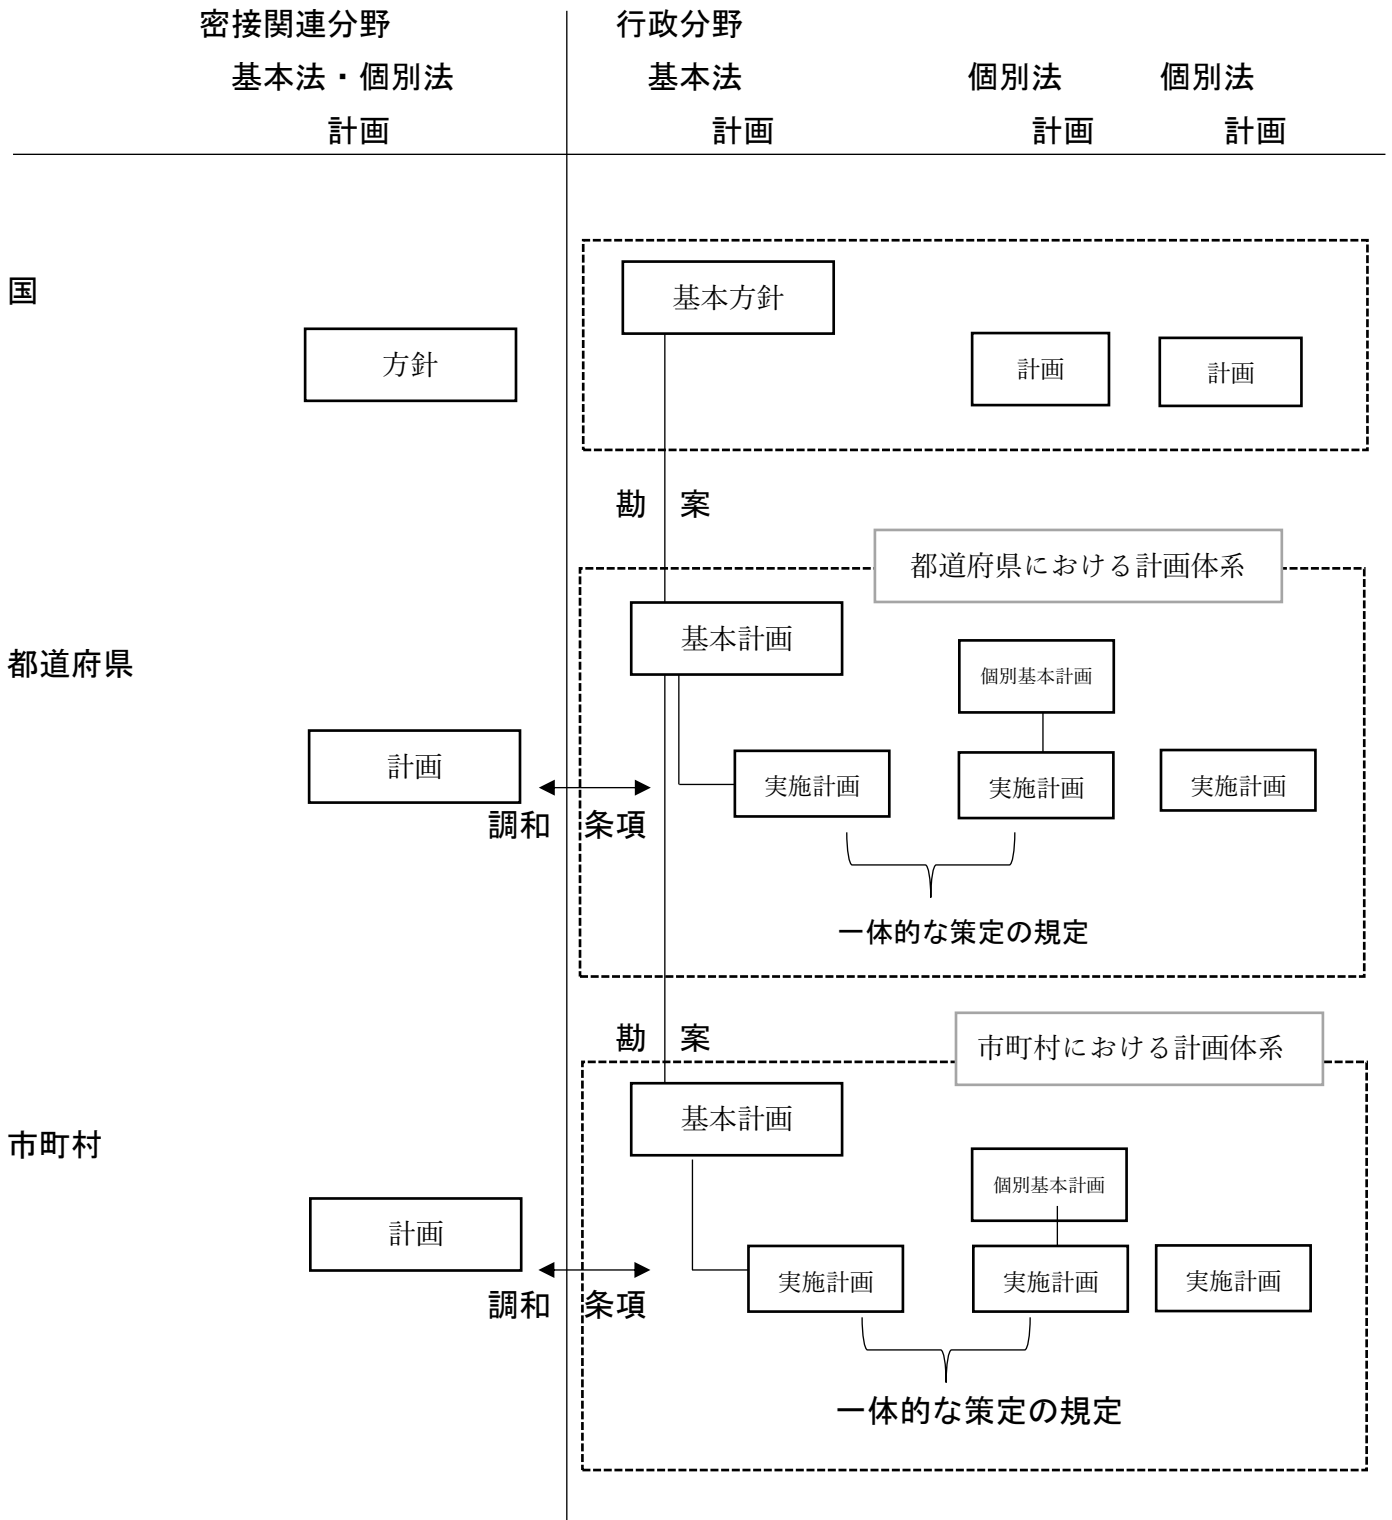 密接関連分野 行政分野
基本法・個別法 基本法 個別法 個別法
計画 計画 計画 計画
国
基本方針
方針
計画
計画
勘 案
都道府県における計画体系
都道府県
基本計画
個別基本計画
計画
実施計画
実施計画
実施計画
調和 条項
一体的な策定の規定
勘 案
市町村における計画体系
市町村
基本計画
個別基本計画
計画
実施計画
実施計画
実施計画
調和 条項
一体的な策定の規定